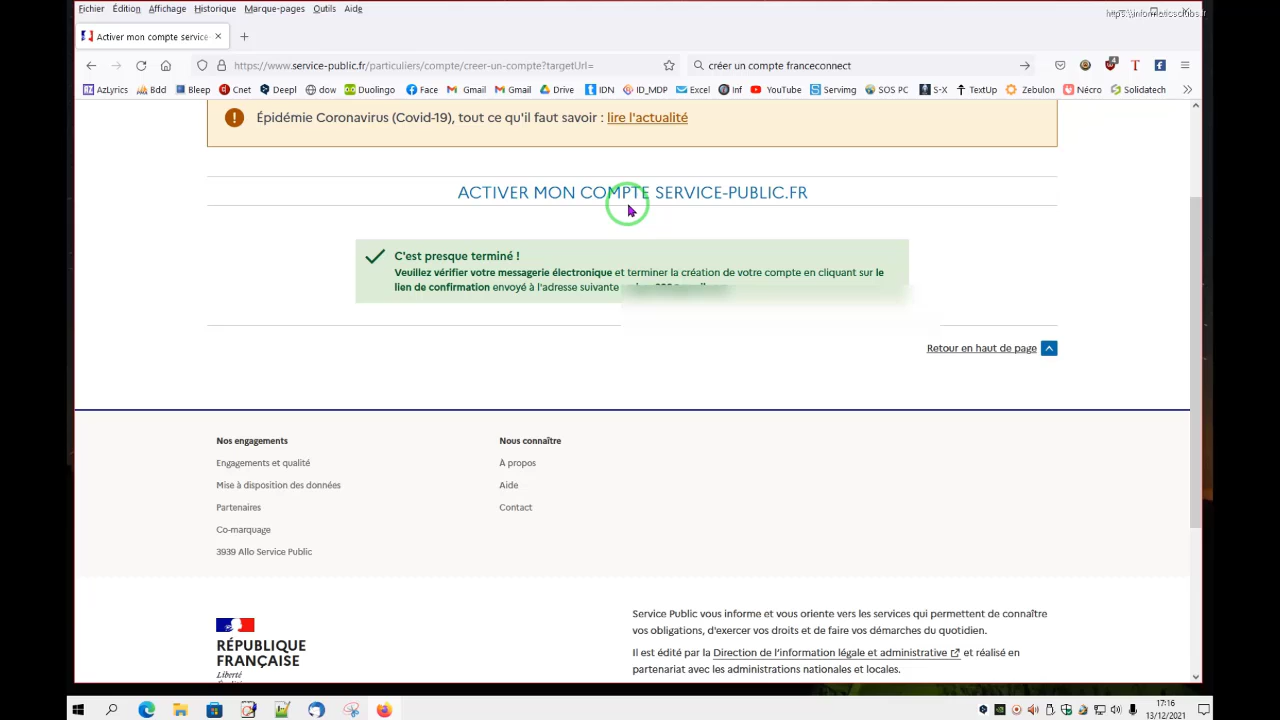 Fichier Édition Affichage Historique Marque-pages Outils Aide
https://informaticsclubs.fr
Activer mon compte service
https://www.service-public.fr/particuliers/compte/creer-un-compte?targetUrl=
créer un compte franceconnect
AzLyrics Bdd Bleep Cnet Deepl dow Duolingo Face Gmail Gmail Drive IDN ID_MDP Excel Inf YouTube Servimg SOS PC S-X TextUp Zebulon Nécro Solidatech
Épidémie Coronavirus (Covid-19), tout ce qu'il faut savoir : lire l'actualité
ACTIVER MON COMPTE SERVICE-PUBLIC.FR
C'est presque terminé !
Veuillez vérifier votre messagerie électronique et terminer la création de votre compte en cliquant sur le
lien de confirmation envoyé à l'adresse suivante
Retour en haut de page
Nos engagements
Engagements et qualité
Mise à disposition des données
Partenaires
Co-marquage
3939 Allo Service Public
Nous connaître
À propos
Aide
Contact
RÉPUBLIQUE
FRANÇAISE
Liberté
Service Public vous informe et vous oriente vers les services qui permettent de connaître
vos obligations, d'exercer vos droits et de faire vos démarches du quotidien.
Il est édité par la Direction de l'information légale et administrative et réalisé en
partenariat avec les administrations nationales et locales.
17:16
13/12/2021